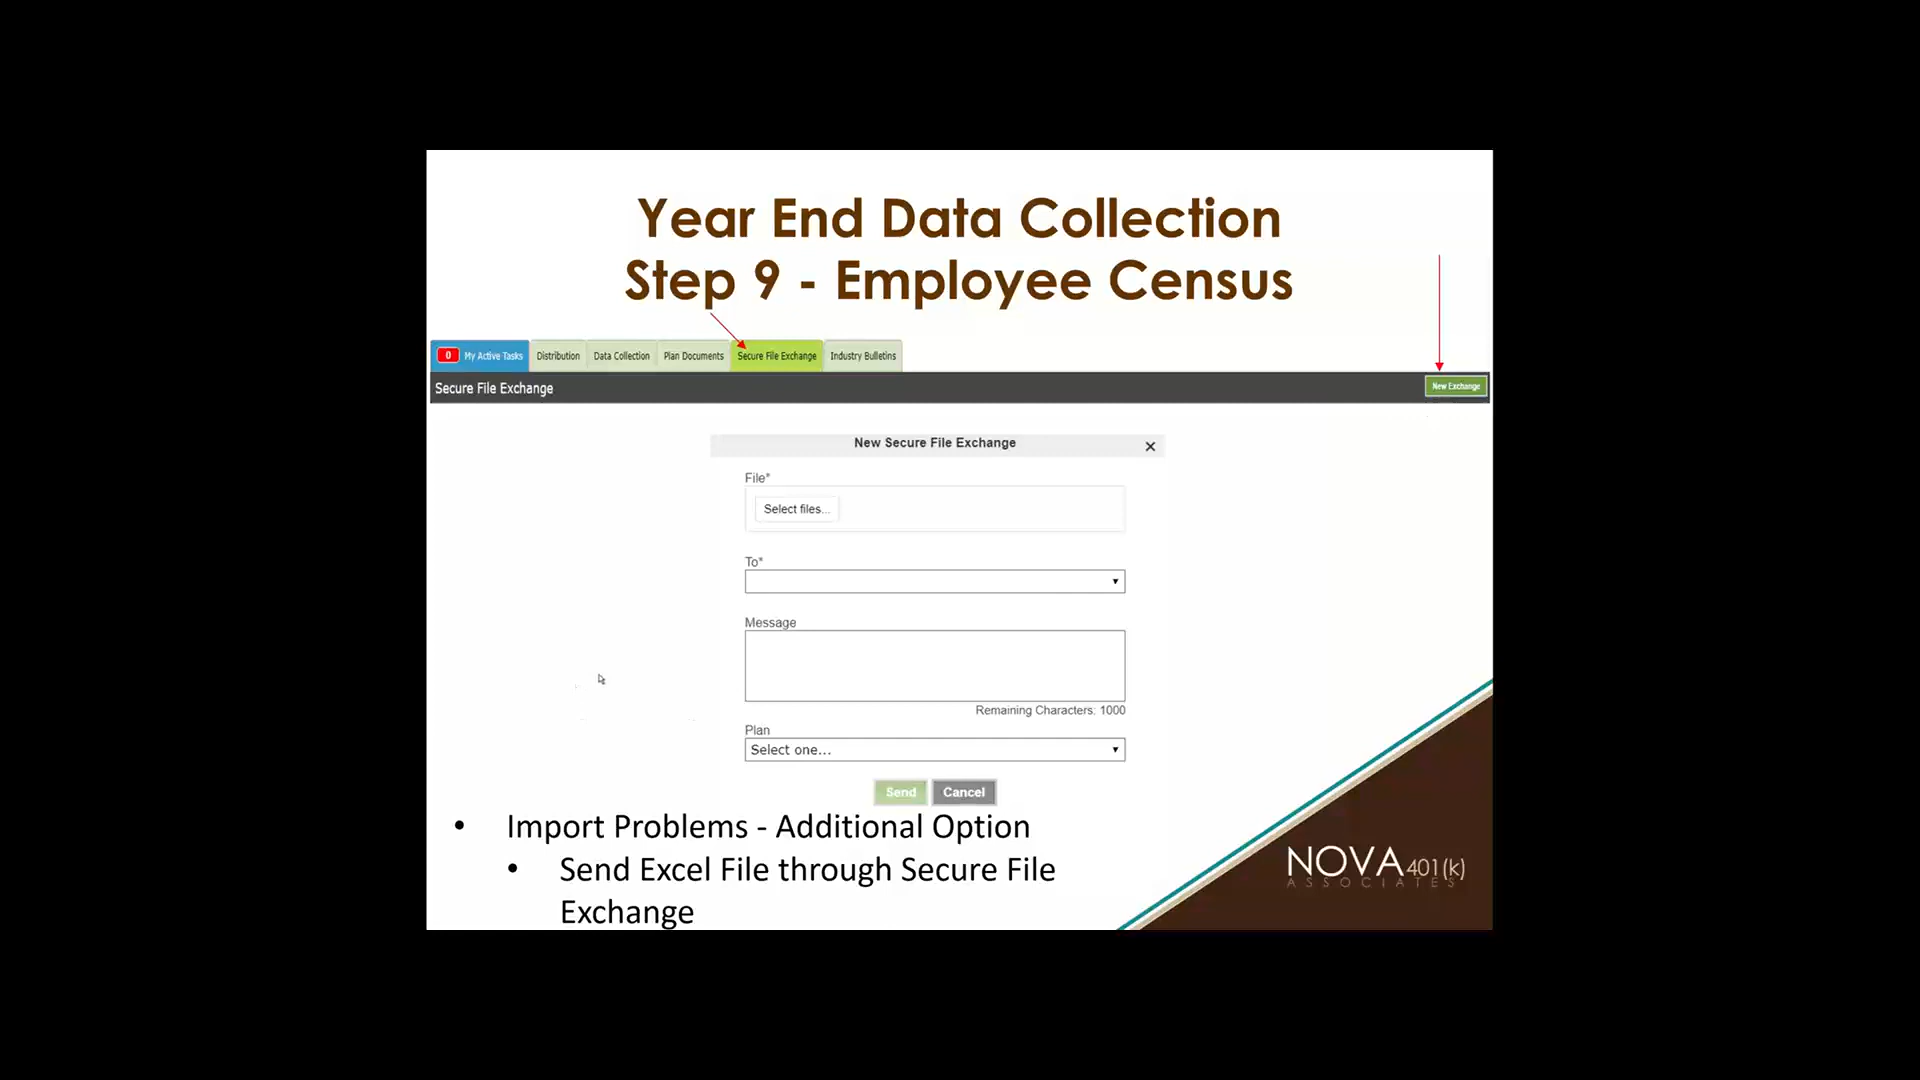 Year End Data Collection
Step 9 - Employee Census
0 My Active Tasks Distribution Data Collection Plan Documents Secure File Exchange Industry Bulletins
Secure File Exchange New Exchange
New Secure File Exchange ×
File*
Select files...
To*
Message
Remaining Characters: 1000
Plan
Select one...
Send Cancel
• Import Problems - Additional Option
• Send Excel File through Secure File
Exchange
NOVA 401(k)
ASSOCIATES